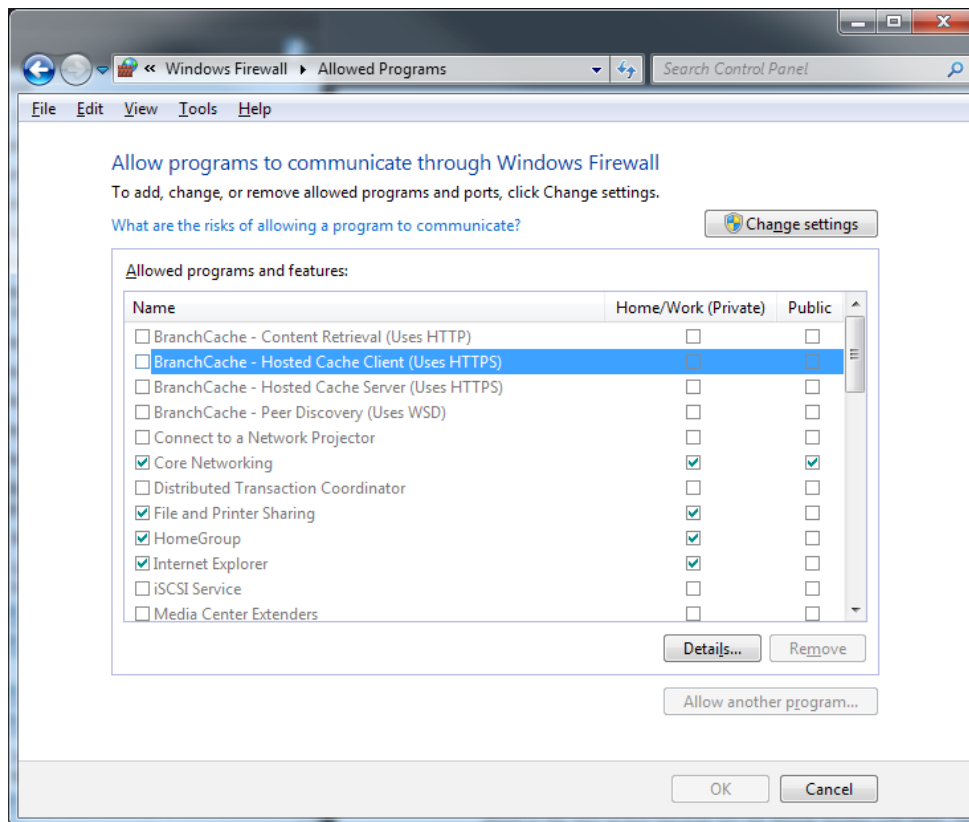 « Windows Firewall ▸ Allowed Programs Search Control Panel
File Edit View Tools Help
Allow programs to communicate through Windows Firewall
To add, change, or remove allowed programs and ports, click Change settings.
What are the risks of allowing a program to communicate?
Change settings
Allowed programs and features:
Name Home/Work (Private) Public
BranchCache - Content Retrieval (Uses HTTP)
BranchCache - Hosted Cache Client (Uses HTTPS)
BranchCache - Hosted Cache Server (Uses HTTPS)
BranchCache - Peer Discovery (Uses WSD)
Connect to a Network Projector
Core Networking
Distributed Transaction Coordinator
File and Printer Sharing
HomeGroup
Internet Explorer
iSCSI Service
Media Center Extenders
Details... Remove
Allow another program...
OK Cancel